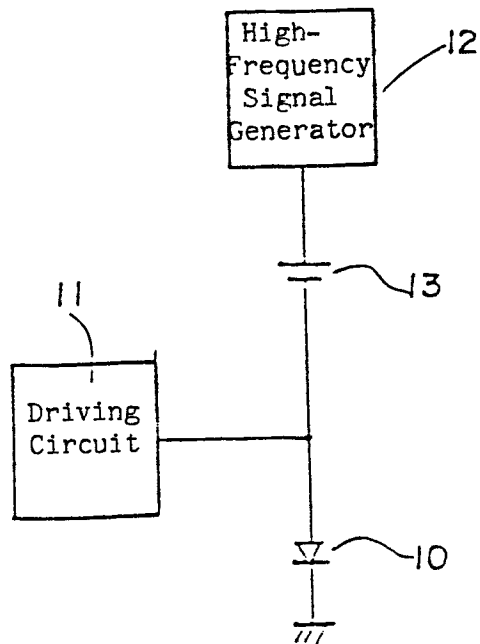 High-
Frequency
Signal
Generator
12
13
11
Driving
Circuit
10